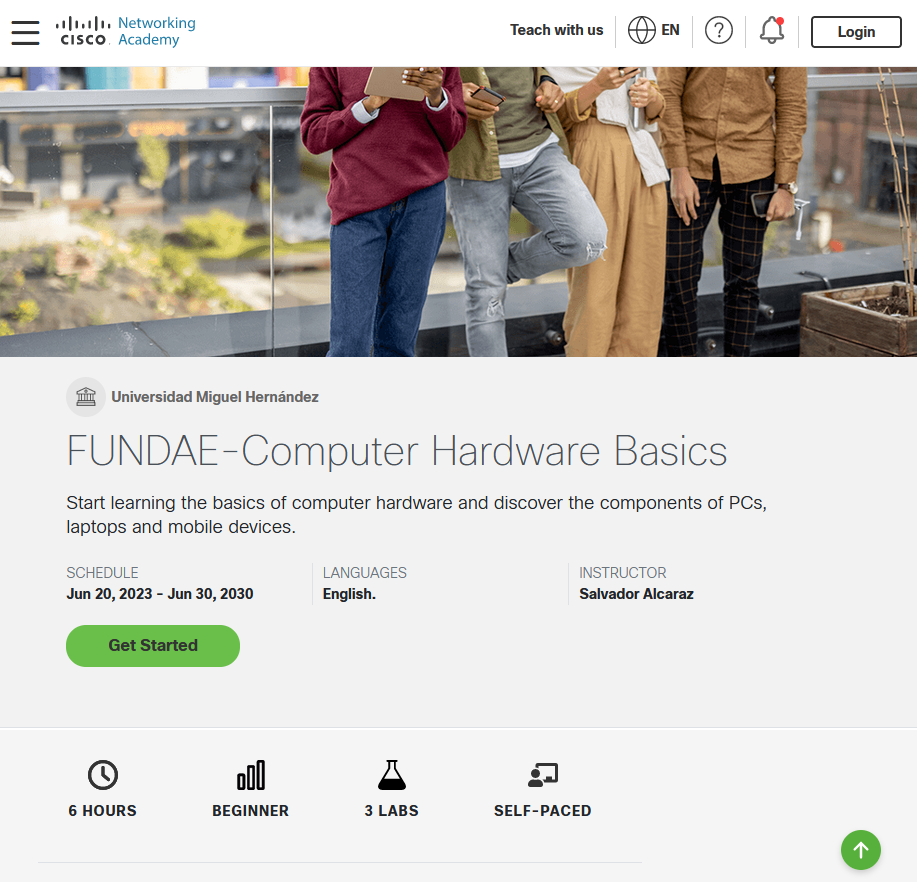 CISCO
Networking
Academy
Teach with us
EN
?
Login
Universidad Miguel Hernández
FUNDAE-Computer Hardware Basics
Start learning the basics of computer hardware and discover the components of PCs,
laptops and mobile devices.
SCHEDULE
LANGUAGES
INSTRUCTOR
Jun 20, 2023 - Jun 30, 2030
English.
Salvador Alcaraz
Get Started
6 HOURS
BEGINNER
3 LABS
SELF-PACED